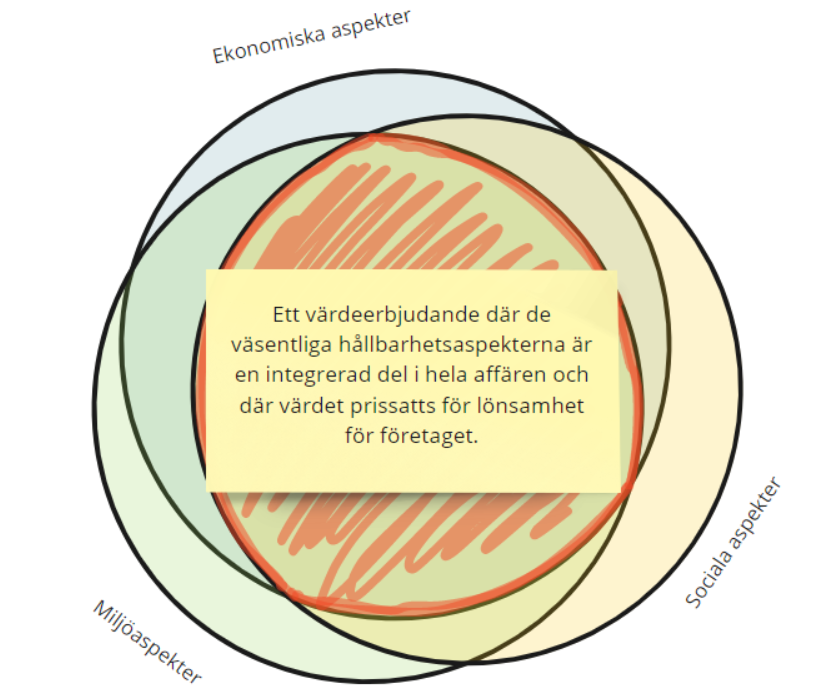 Ekonomiska aspekter
Ett värdeerbjudande där de
väsentliga hållbarhetsaspekterna är
en integrerad del i hela affären och
där värdet prissatts för lönsamhet
för företaget.
Sociala aspekter
Miljöaspekter